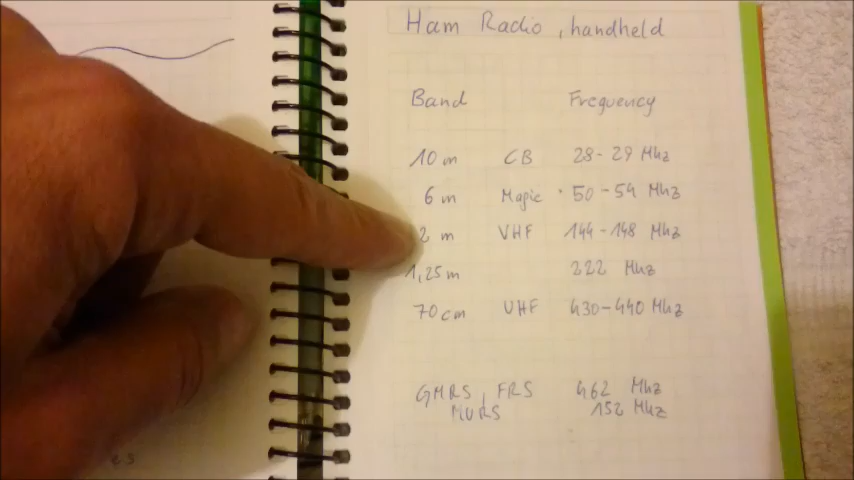 Ham Radio, handheld
Band Frequency
10 m CB 28-29 Mhz
6 m Magic 50-54 Mhz
2 m VHF 144-148 Mhz
1,25 m 222 Mhz
70 cm UHF 430-440 Mhz
GMRS, FRS 462 Mhz
MURS 152 Mhz
es